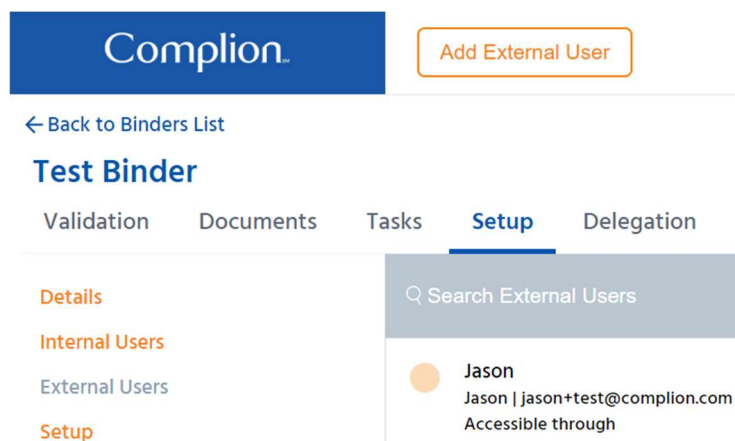 Complion
Add External User
Back to Binders List
Test Binder
Validation Documents Tasks Setup Delegation
Details
Internal Users
External Users
Setup
Search External Users
Jason
Jason | jason+test@complion.com
Accessible through